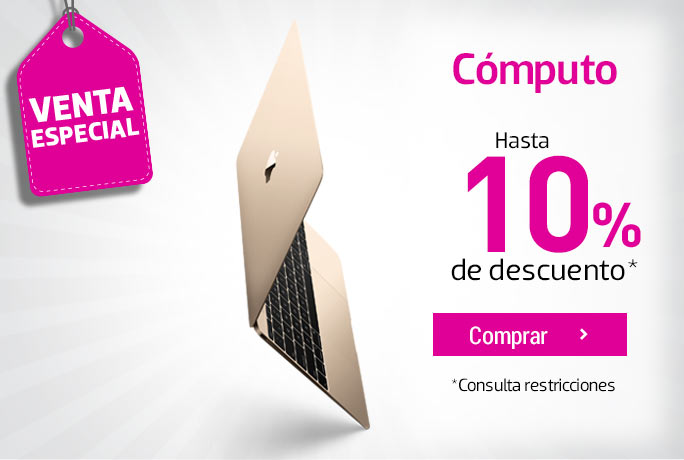 VENTA
ESPECIAL
Cómputo
Hasta
10%
de descuento*
Comprar >
*Consulta restricciones